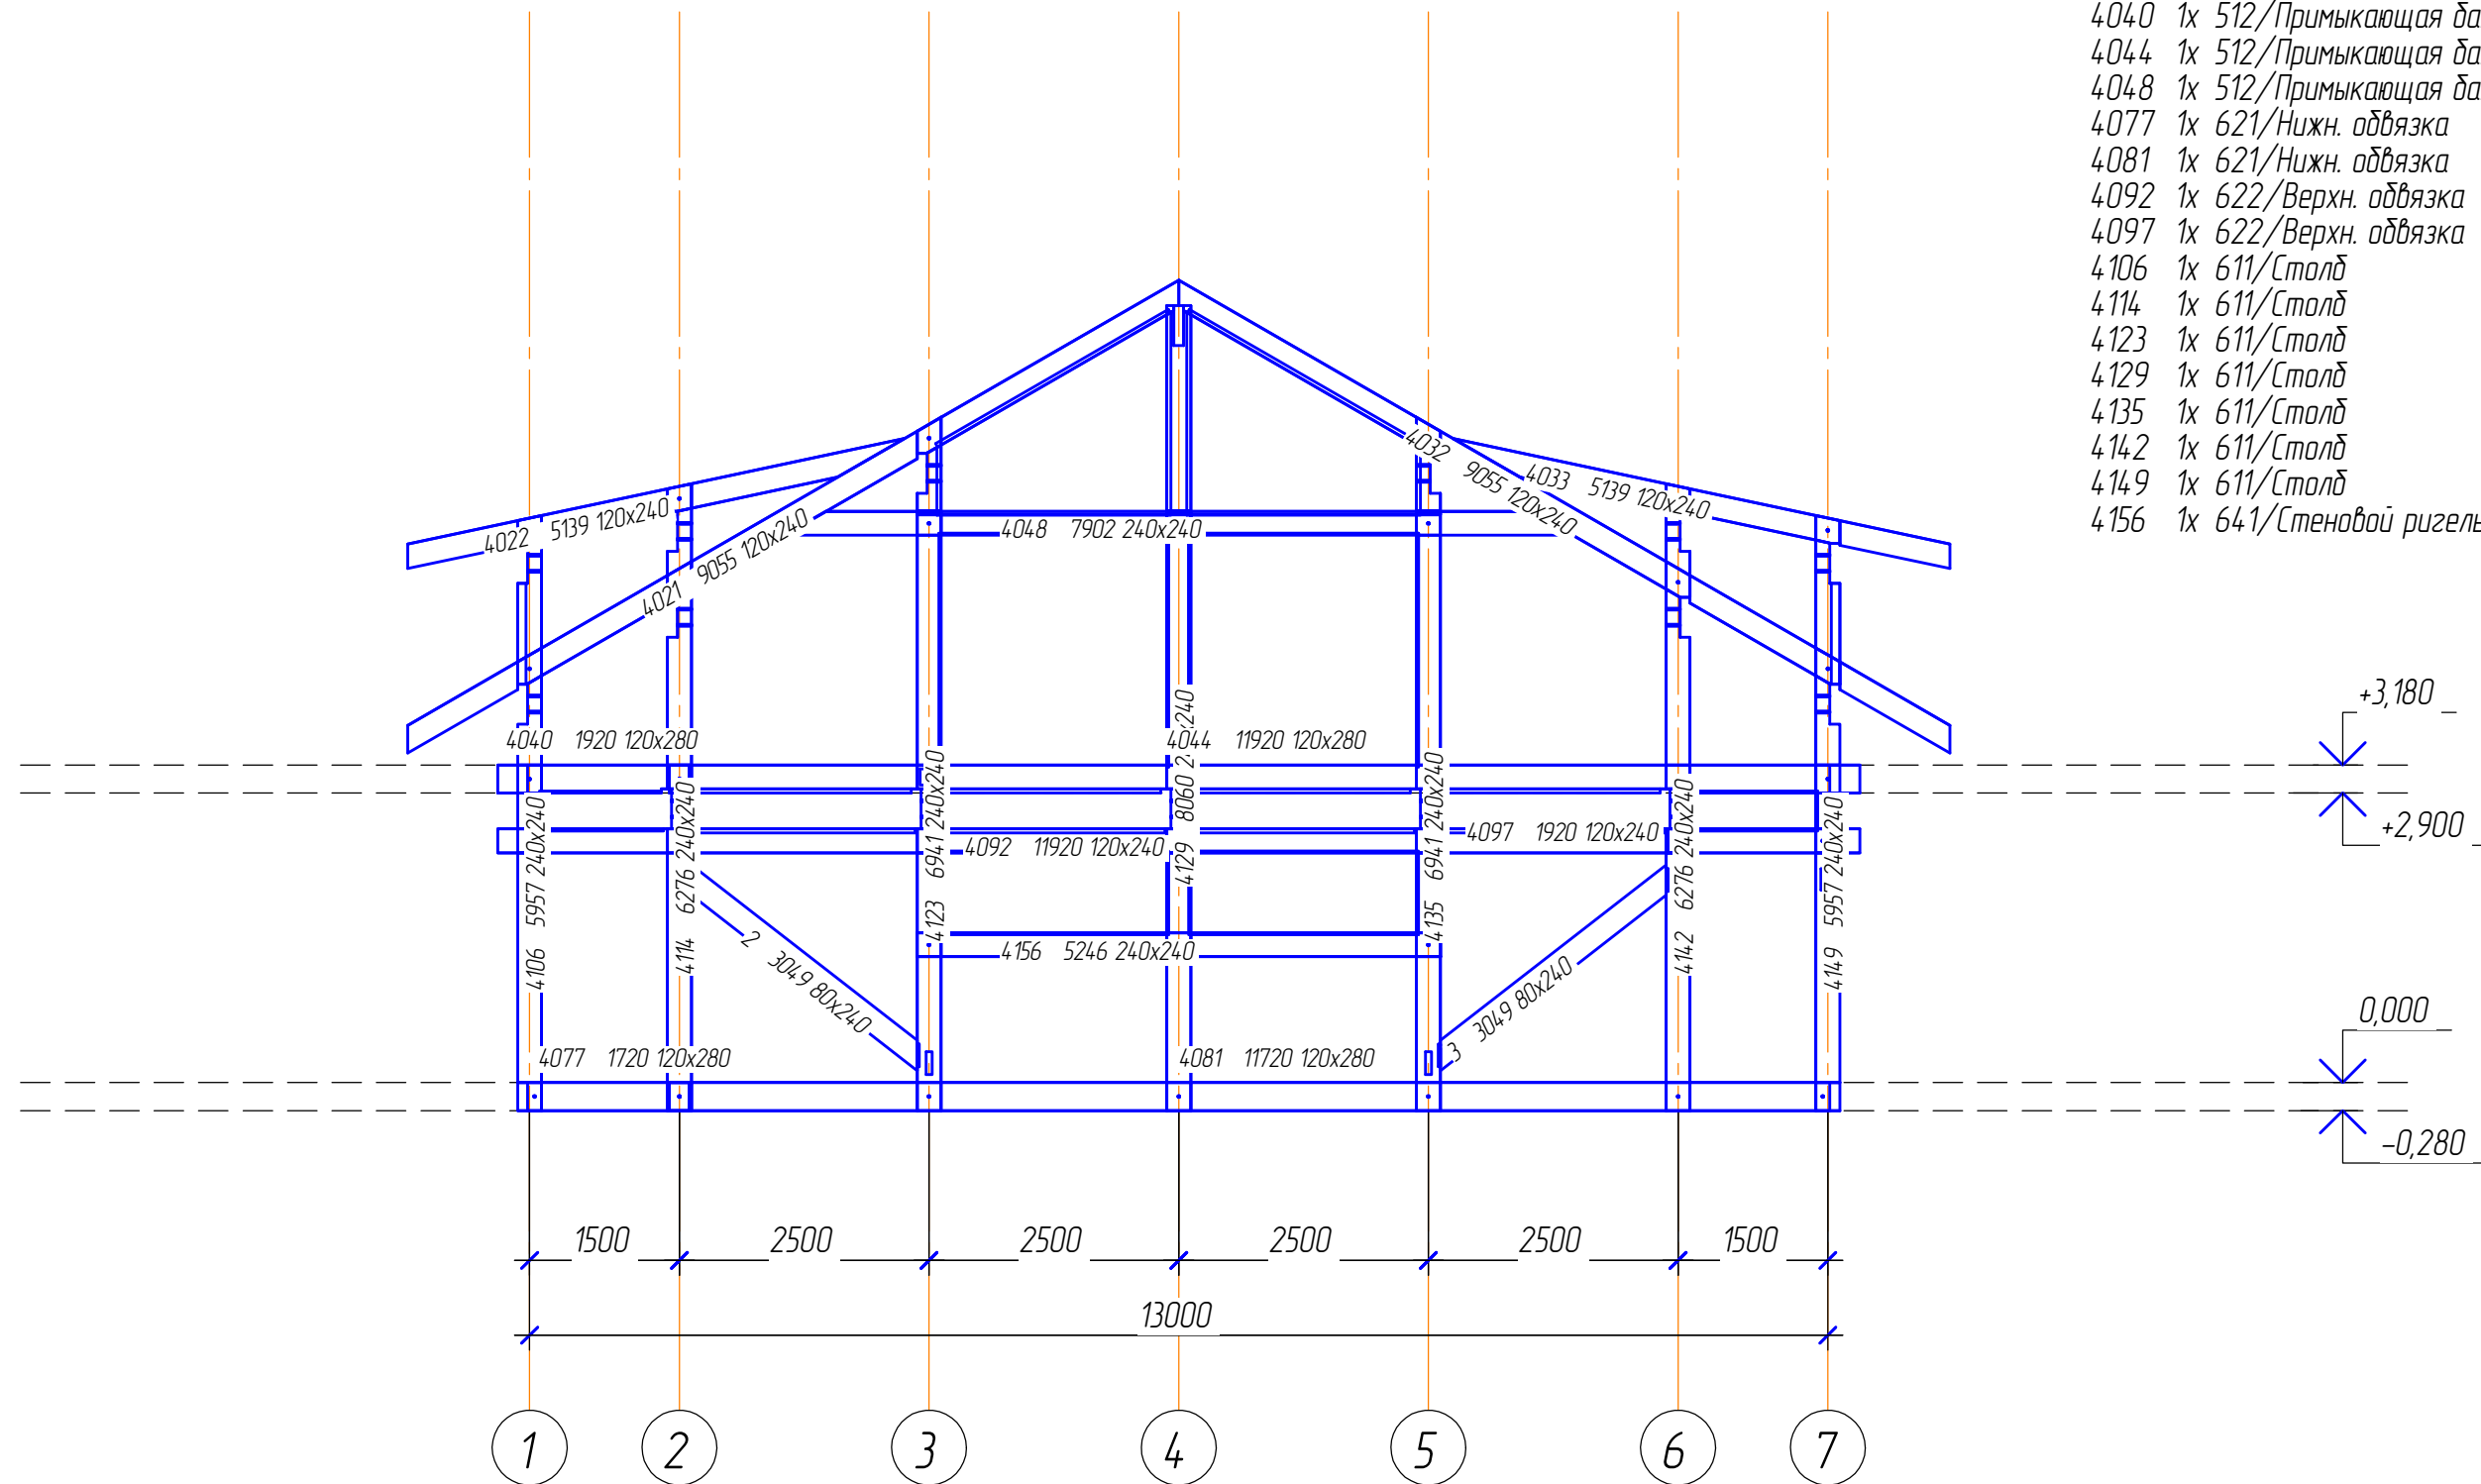 4040 1x 512/Примыкающая
4044 1x 512/Примыкающая
4048 1x 512/Примыкающая
4077 1x 621/Нижн. обвязка
4081 1x 621/Нижн. обвязка
4092 1x 622/Верхн. обвязка
4097 1x 622/Верхн. обвязка
4106 1x 611/Столб
4114 1x 611/Столб
4123 1x 611/Столб
4129 1x 611/Столб
4135 1x 611/Столб
4142 1x 611/Столб
4149 1x 611/Столб
4156 1x 641/Стеновой ригель
4022 5139 120x240
4021 9055 120x240
4032 9055 120x240
4033 5139 120x240
4048 7902 240x240
4040 1920 120x280
4044 11920 120x280
4092 11920 120x240
4097 1920 120x240
4106 5957 240x240
4114 6276 240x240
4123 6941 240x240
4129 8060
4135 6941 240x240
4142 6276 240x240
4149 5957 240x240
4156 5246 240x240
2 3049 80x240
3 3049 80x240
4077 1720 120x280
4081 11720 120x280
+3,180
+2,900
0,000
-0,280
1500 2500 2500 2500 2500 1500
13000
1 2 3 4 5 6 7